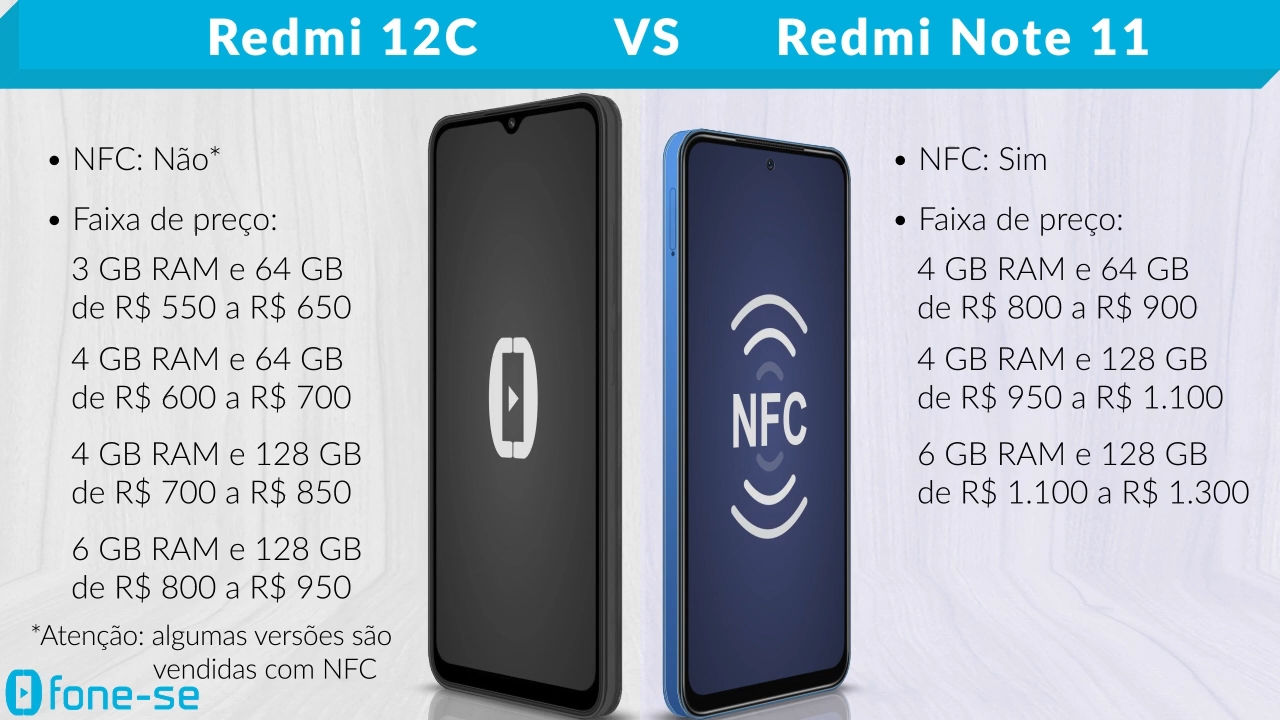 Redmi 12C VS Redmi Note 11
• NFC: Não*
• Faixa de preço:
3 GB RAM e 64 GB
de R$ 550 a R$ 650
4 GB RAM e 64 GB
de R$ 600 a R$ 700
4 GB RAM e 128 GB
de R$ 700 a R$ 850
6 GB RAM e 128 GB
de R$ 800 a R$ 950
*Atenção: algumas versões são
vendidas com NFC
fone-se
NFC
• NFC: Sim
• Faixa de preço:
4 GB RAM e 64 GB
de R$ 800 a R$ 900
4 GB RAM e 128 GB
de R$ 950 a R$ 1.100
6 GB RAM e 128 GB
de R$ 1.100 a R$ 1.300